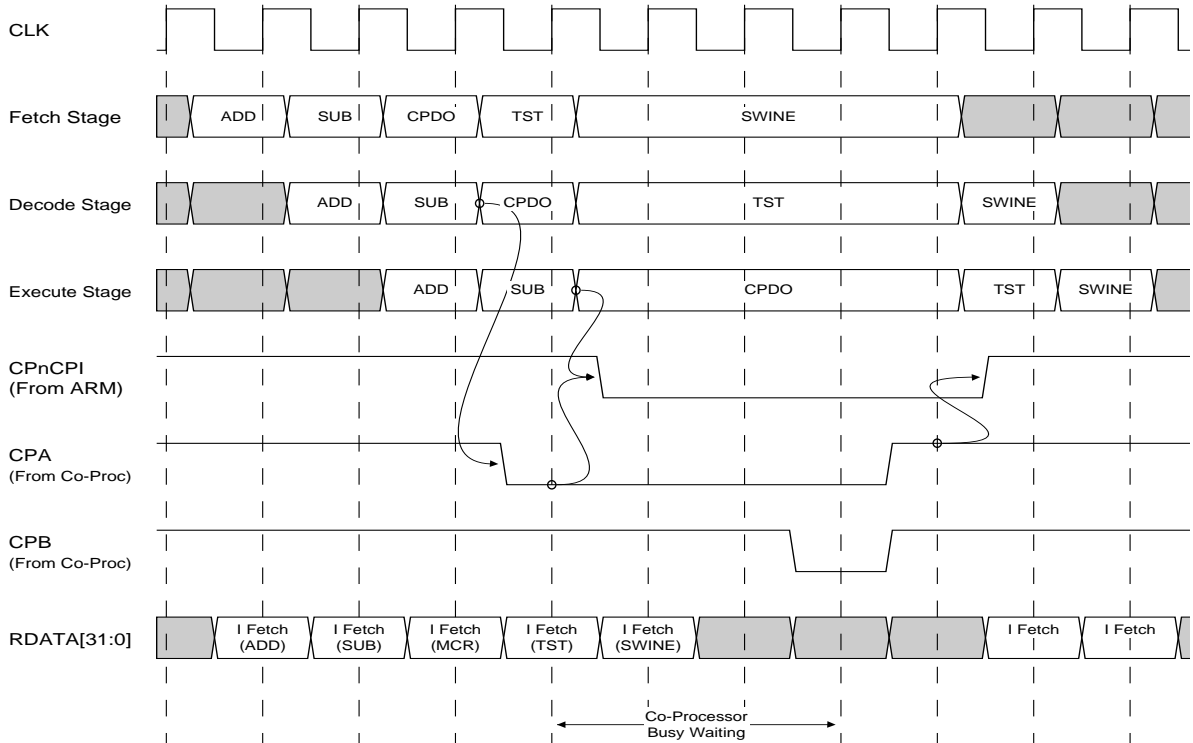 CLK
Fetch Stage
ADD
SUB
CPDO
TST
SWINE
Decode Stage
ADD
SUB
CPDO
TST
SWINE
Execute Stage
ADD
SUB
CPDO
TST
SWINE
CPnCPI
(From ARM)
CPA
(From Co-Proc)
CPB
(From Co-Proc)
RDATA[31:0]
I Fetch
(ADD)
I Fetch
(SUB)
I Fetch
(MCR)
I Fetch
(TST)
I Fetch
(SWINE)
I Fetch
I Fetch
Co-Processor
Busy Waiting